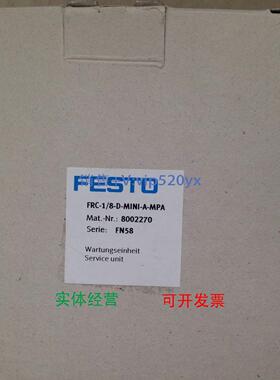 FESTO
FRC-1/8-D-MINI-A-MPA
Mat.-Nr.: 8002270
Serie: FN58
Wartungseinheit
Service unit
实体经营 可开发票